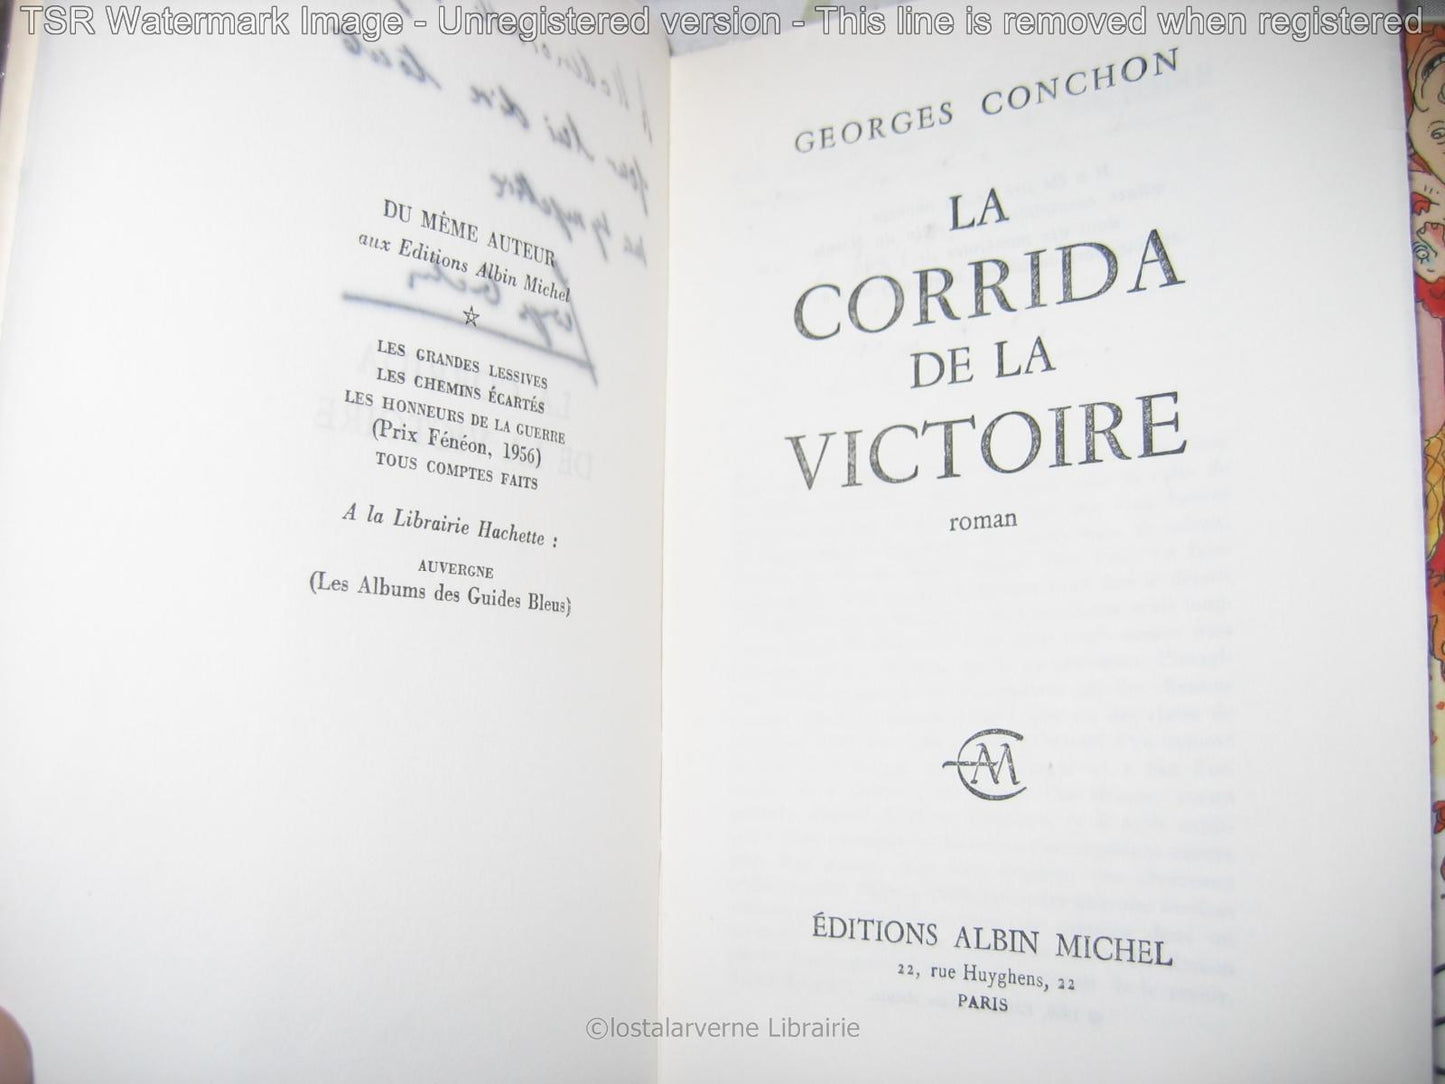 TSR Watermark Image - Unregistered version - This line is removed when registered
DU MÊME AUTEUR
aux Editions Albin Michel
LES GRANDES LESSIVES
LES CHEMINS ÉCARTÉS
LES HONNEURS DE LA GUERRE
(Prix Fénéon, 1956)
TOUS COMPTES FAITS
A la Librairie Hachette :
AUVERGNE
(Les Albums des Guides Bleus)
GEORGES CONCHON
LA
CORRIDA
DE LA
VICTOIRE
roman
AM
ÉDITIONS ALBIN MICHEL
22, rue Huyghens, 22
PARIS
©lostalarverne Librairie